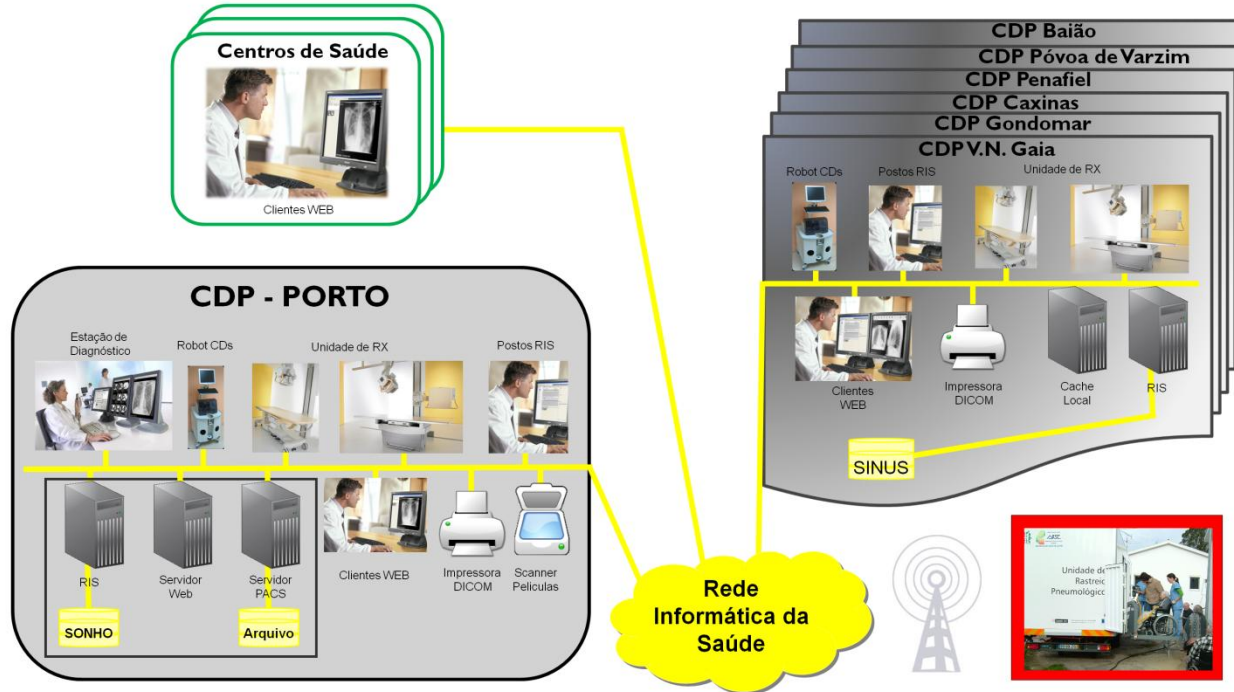 Centros de Saúde
Clientes WEB
CDP Baião
CDP Póvoa de Varzim
CDP Penafiel
CDP Caxinas
CDP Gondomar
CDP V.N. Gaia
Robot CDs
Postos RIS
Unidade de RX
Clientes
WEB
Impressora
DICOM
Cache
Local
RIS
SINUS
CDP - PORTO
Estação de
Diagnóstico
Robot CDs
Unidade de RX
Postos RIS
RIS
Servidor
Web
Servidor
PACS
Clientes WEB
Impressora
DICOM
Scanner
Peliculas
SONHO
Arquivo
Rede
Informática da
Saúde
Unidade de
Rastreio
Pneumológico